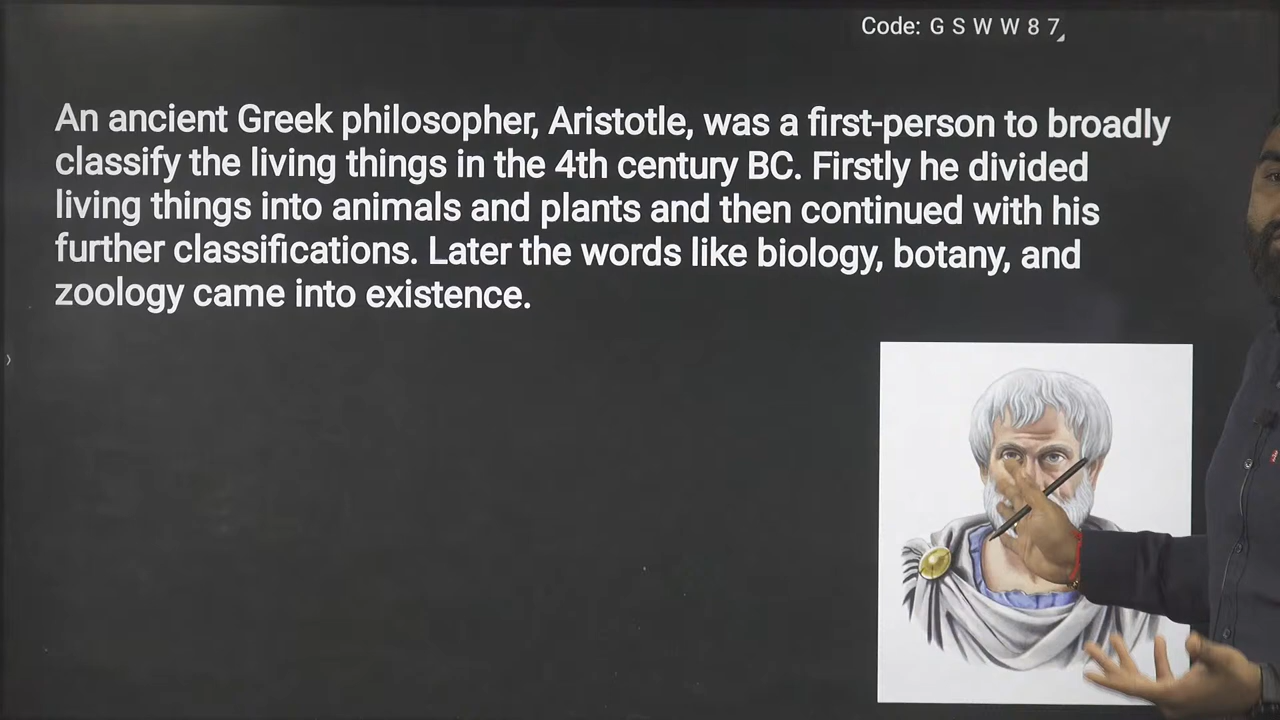 Code: G S W W 8 7
An ancient Greek philosopher, Aristotle, was a first-person to broadly
classify the living things in the 4th century BC. Firstly he divided
living things into animals and plants and then continued with his
further classifications. Later the words like biology, botany, and
zoology came into existence.